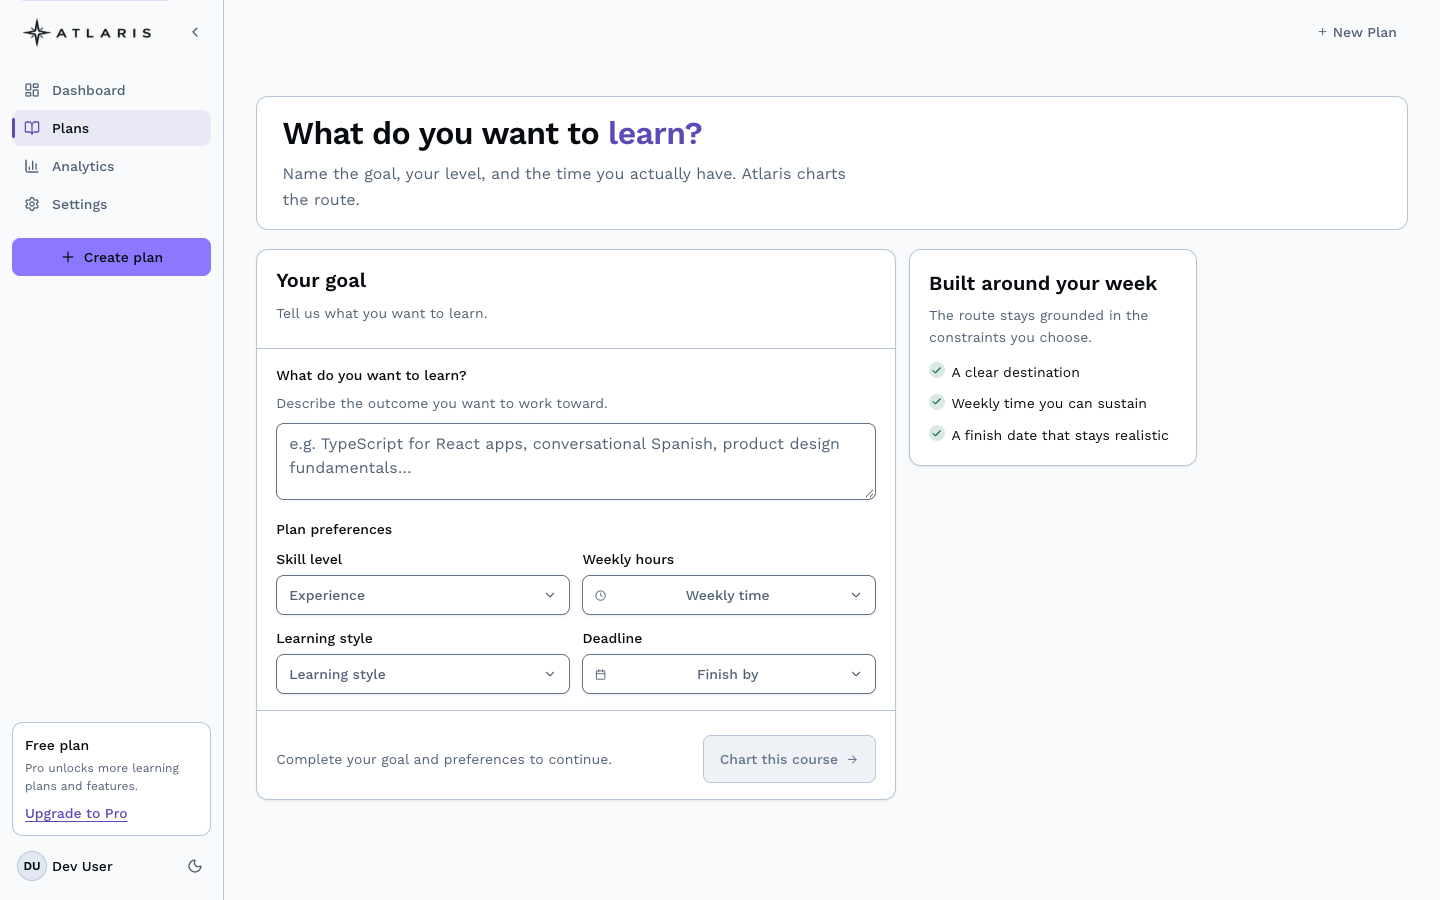 ATLARIS
Dashboard
Plans
Analytics
Settings
Create plan
Free plan
Pro unlocks more learning
plans and features.
Upgrade to Pro
DU
Dev User
New Plan
What do you want to learn?
Name the goal, your level, and the time you actually have. Atlaris charts
the route.
Your goal
Tell us what you want to learn.
What do you want to learn?
Describe the outcome you want to work toward.
e.g. TypeScript for React apps, conversational Spanish, product design
fundamentals...
Plan preferences
Skill level
Experience
Weekly hours
Weekly time
Learning style
Learning style
Deadline
Finish by
Complete your goal and preferences to continue.
Chart this course
Built around your week
The route stays grounded in the
constraints you choose.
A clear destination
Weekly time you can sustain
A finish date that stays realistic